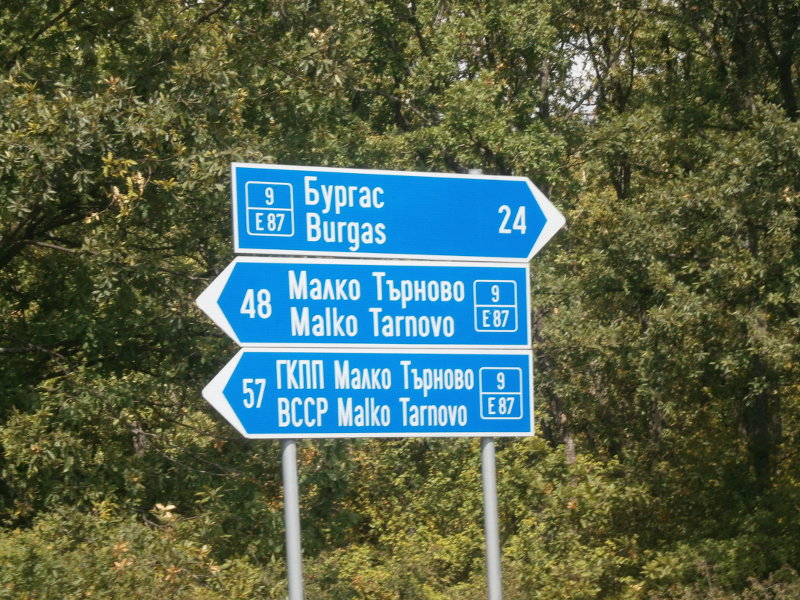 9
E 87
Бургас
Burgas
24
48
Малко Търново
Malko Tarnovo
9
E 87
57
ГКПП Малко Търново
BCCP Malko Tarnovo
9
E 87